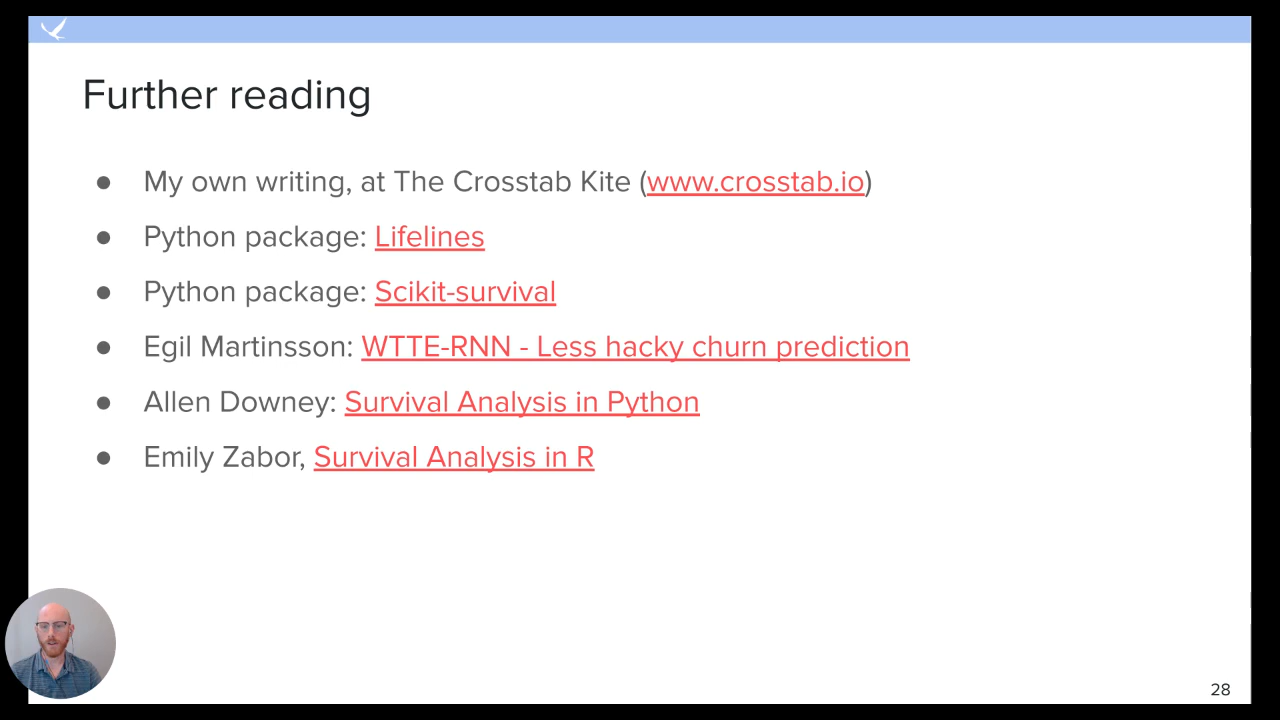 Further reading
● My own writing, at The Crosstab Kite (www.crosstab.io)
● Python package: Lifelines
● Python package: Scikit-survival
● Egil Martinsson: WTTE-RNN - Less hacky churn prediction
● Allen Downey: Survival Analysis in Python
● Emily Zabor, Survival Analysis in R
28